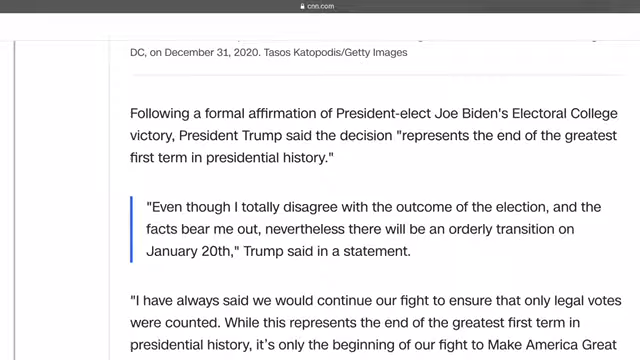 cnn.com
DC, on December 31, 2020. Tasos Katopodis/Getty Images
Following a formal affirmation of President-elect Joe Biden's Electoral College
victory, President Trump said the decision "represents the end of the greatest
first term in presidential history."
"Even though I totally disagree with the outcome of the election, and the
facts bear me out, nevertheless there will be an orderly transition on
January 20th," Trump said in a statement.
"I have always said we would continue our fight to ensure that only legal votes
were counted. While this represents the end of the greatest first term in
presidential history, it’s only the beginning of our fight to Make America Great